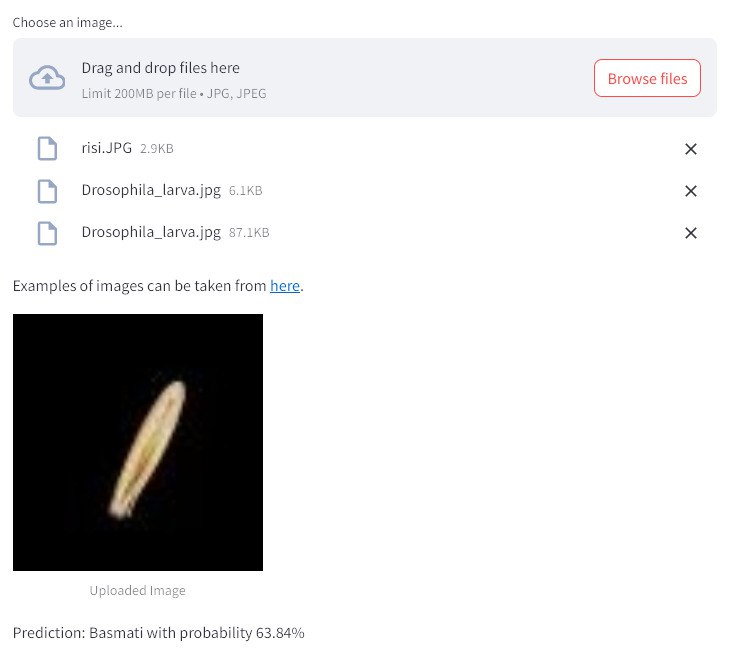 Choose an image...
Drag and drop files here
Limit 200MB per file • JPG, JPEG
Browse files
risi.JPG 2.9KB
Drosophila_larva.jpg 6.1KB
Drosophila_larva.jpg 87.1KB
Examples of images can be taken from here.
Uploaded Image
Prediction: Basmati with probability 63.84%